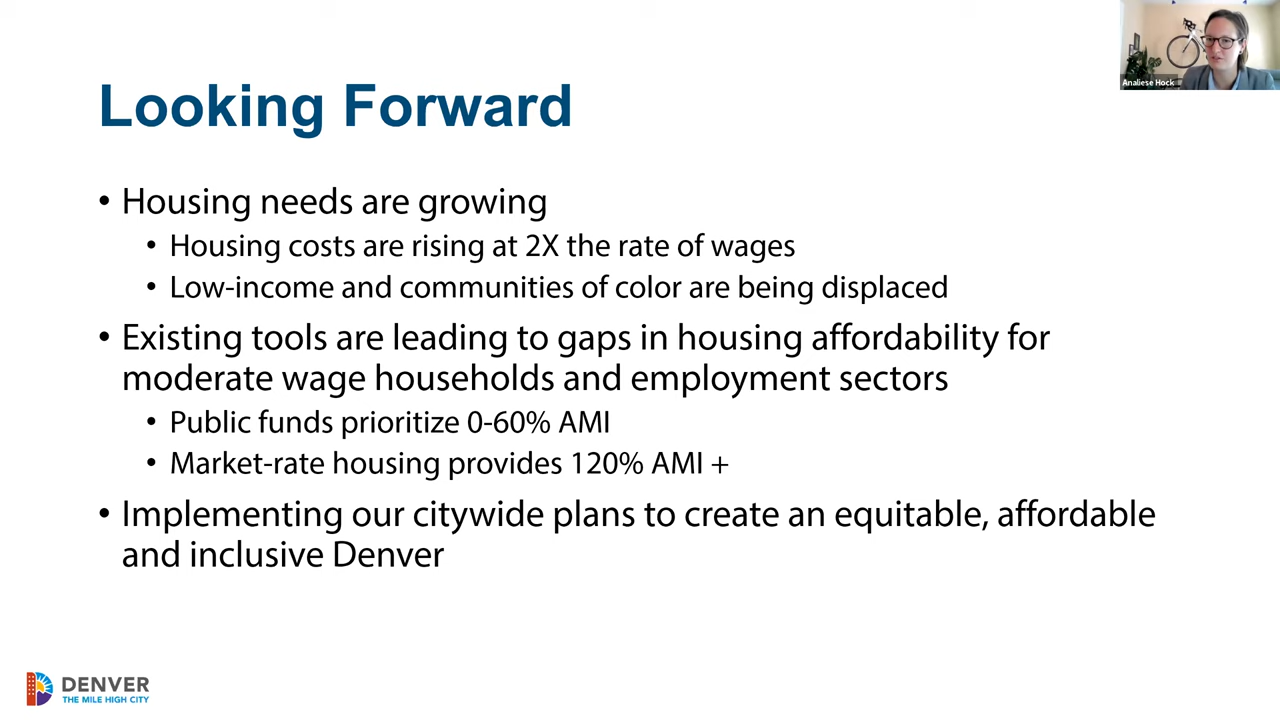 Analiese Hock
Looking Forward
• Housing needs are growing
• Housing costs are rising at 2X the rate of wages
• Low-income and communities of color are being displaced
• Existing tools are leading to gaps in housing affordability for
moderate wage households and employment sectors
• Public funds prioritize 0-60% AMI
• Market-rate housing provides 120% AMI +
• Implementing our citywide plans to create an equitable, affordable
and inclusive Denver
DENVER
THE MILE HIGH CITY